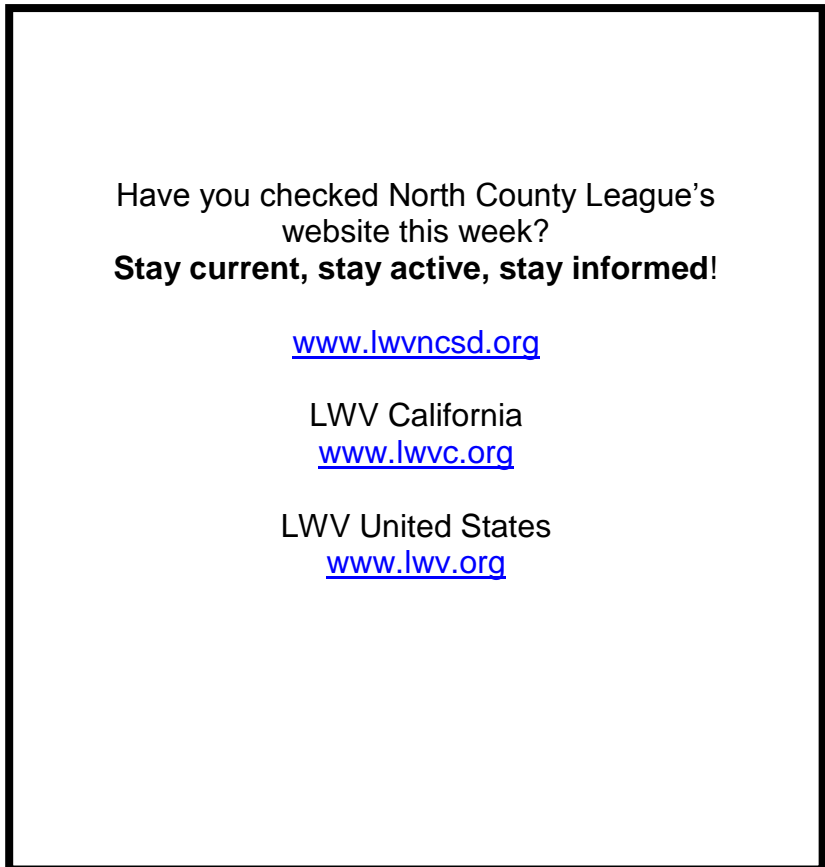 Have you checked North County League’s
website this week?
Stay current, stay active, stay informed!
www.lwvncsd.org
LWV California
www.lwvc.org
LWV United States
www.lwv.org